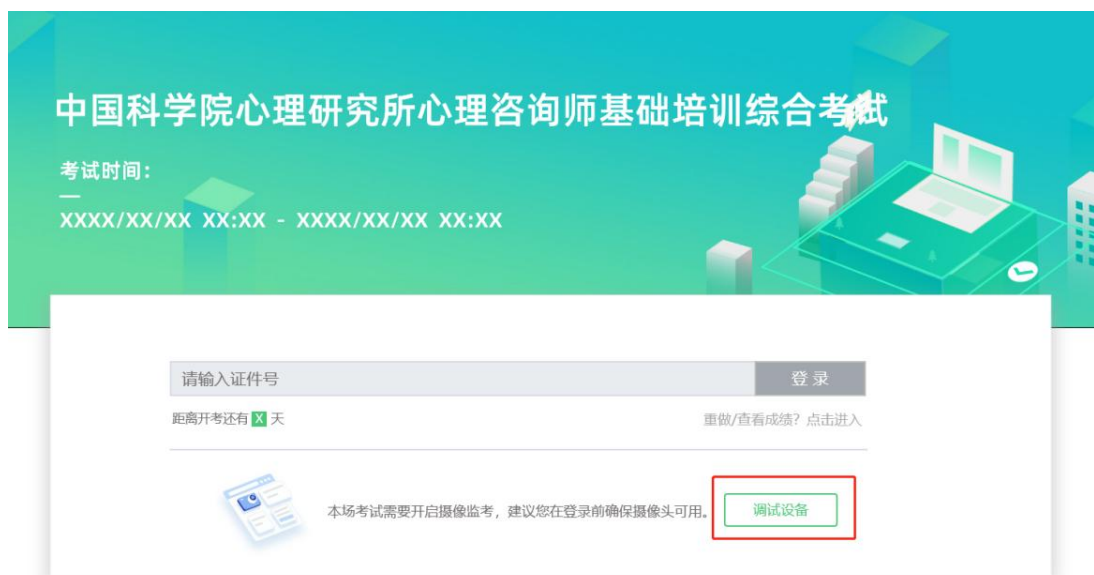 中国科学院心理研究所心理咨询师基础培训综合考试
考试时间：
—
XXXX/XX/XX XX:XX - XXXX/XX/XX XX:XX
请输入证件号
登录
距离开考还有 X 天
重做/查看成绩？点击进入
本场考试需要开启摄像监考，建议您在登录前确保摄像头可用。
调试设备